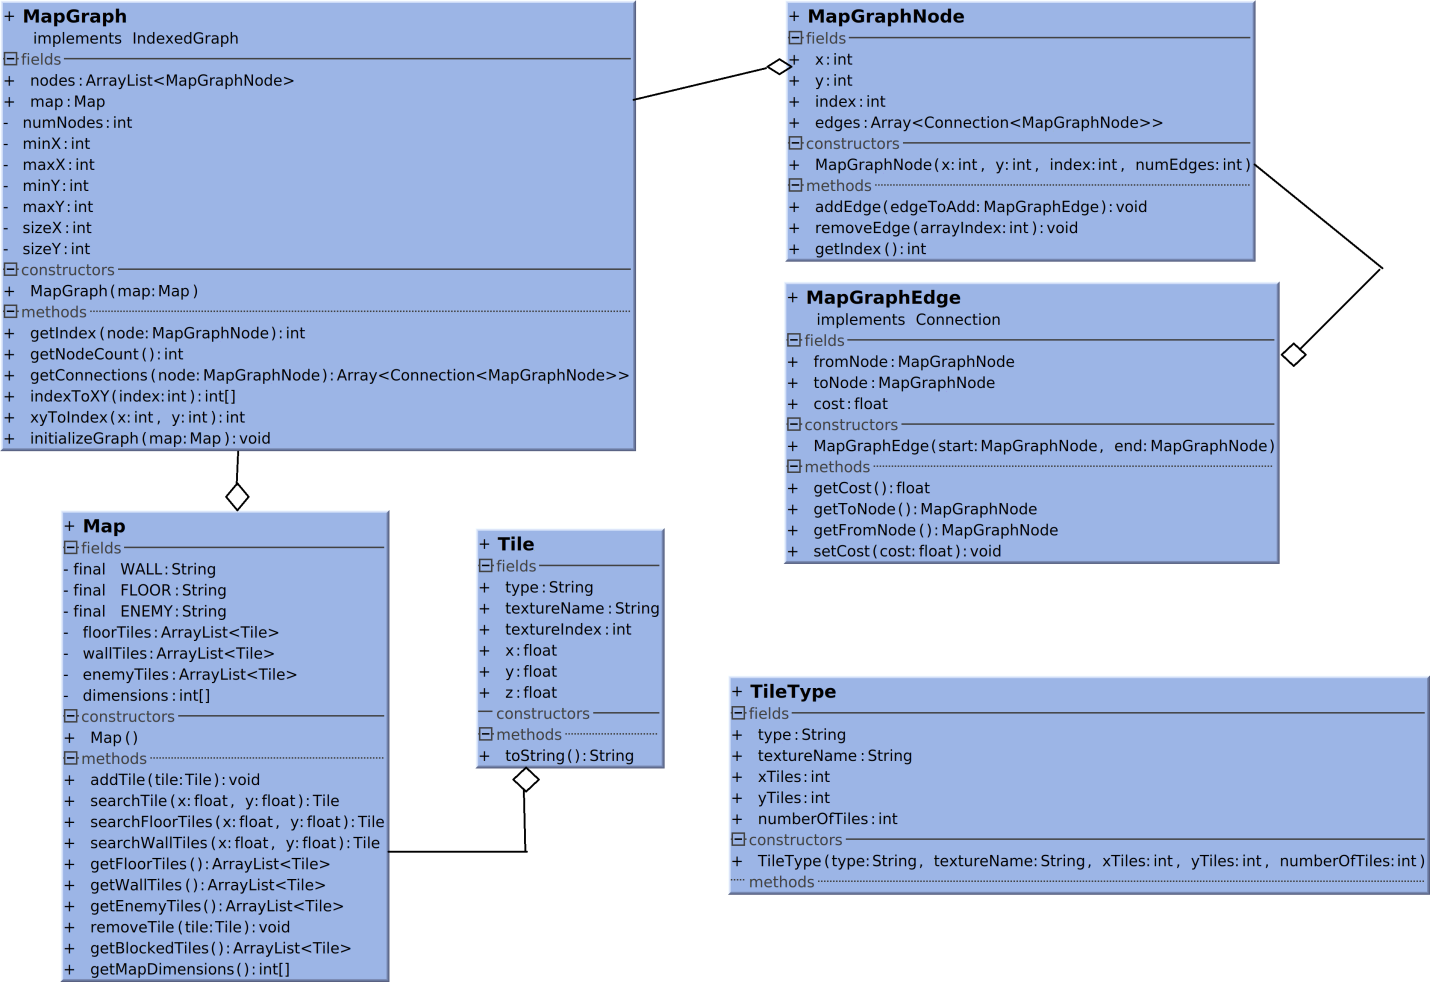 + MapGraph
implements IndexedGraph
fields
+ nodes:ArrayList<MapGraphNode>
+ map:Map
- numNodes:int
- minX:int
- maxX:int
- minY:int
- maxY:int
- sizeX:int
- sizeY:int
constructors
+ MapGraph(map:Map)
methods
+ getIndex(node:MapGraphNode):int
+ getNodeCount():int
+ getConnections(node:MapGraphNode):Array<Connection<MapGraphNode>>
+ indexToXY(index:int):int[]
+ xyToIndex(x:int, y:int):int
+ initializeGraph(map:Map):void
+ MapGraphNode
fields
+ x:int
+ y:int
+ index:int
+ edges:Array<Connection<MapGraphNode>>
constructors
+ MapGraphNode(x:int, y:int, index:int, numEdges:int)
methods
+ addEdge(edgeToAdd:MapGraphEdge):void
+ removeEdge(arrayIndex:int):void
+ getIndex():int
+ MapGraphEdge
implements Connection
fields
+ fromNode:MapGraphNode
+ toNode:MapGraphNode
+ cost:float
constructors
+ MapGraphEdge(start:MapGraphNode, end:MapGraphNode)
methods
+ getCost():float
+ getToNode():MapGraphNode
+ getFromNode():MapGraphNode
+ setCost(cost:float):void
+ Map
fields
- final WALL:String
- final FLOOR:String
- final ENEMY:String
- floorTiles:ArrayList<Tile>
- wallTiles:ArrayList<Tile>
- enemyTiles:ArrayList<Tile>
- dimensions:int[]
constructors
+ Map()
methods
+ addTile(tile:Tile):void
+ searchTile(x:float, y:float):Tile
+ searchFloorTiles(x:float, y:float):Tile
+ searchWallTiles(x:float, y:float):Tile
+ getFloorTiles():ArrayList<Tile>
+ getWallTiles():ArrayList<Tile>
+ getEnemyTiles():ArrayList<Tile>
+ removeTile(tile:Tile):void
+ getBlockedTiles():ArrayList<Tile>
+ getMapDimensions():int[]
+ Tile
fields
+ type:String
+ textureName:String
+ textureIndex:int
+ x:float
+ y:float
+ z:float
constructors
methods
+ toString():String
+ TileType
fields
+ type:String
+ textureName:String
+ xTiles:int
+ yTiles:int
+ numberOfTiles:int
constructors
+ TileType(type:String, textureName:String, xTiles:int, yTiles:int, numberOfTiles:int)
methods